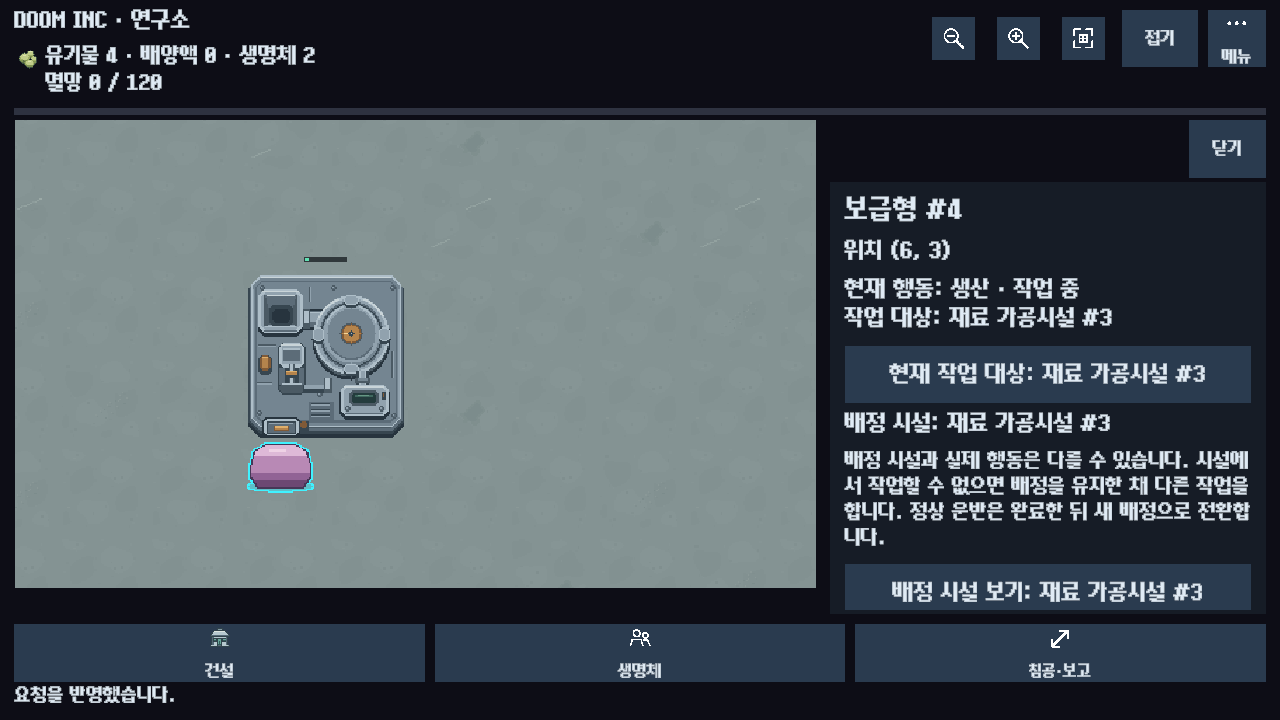 DOOM INC · 연구소
유기물 4 · 배양액 0 · 생명체 2
멸망 0 / 120
접기
메뉴
닫기
보급형 #4
위치 (6, 3)
현재 행동: 생산 · 작업 중
작업 대상: 재료 가공시설 #3
현재 작업 대상: 재료 가공시설 #3
배정 시설: 재료 가공시설 #3
배정 시설과 실제 행동은 다를 수 있습니다. 시설에
서 작업할 수 없으면 배정을 유지한 채 다른 작업을
합니다. 정상 운반은 완료한 뒤 새 배정으로 전환합
니다.
배정 시설 보기: 재료 가공시설 #3
건설
생명체
침공·보고
요청을 반영했습니다.